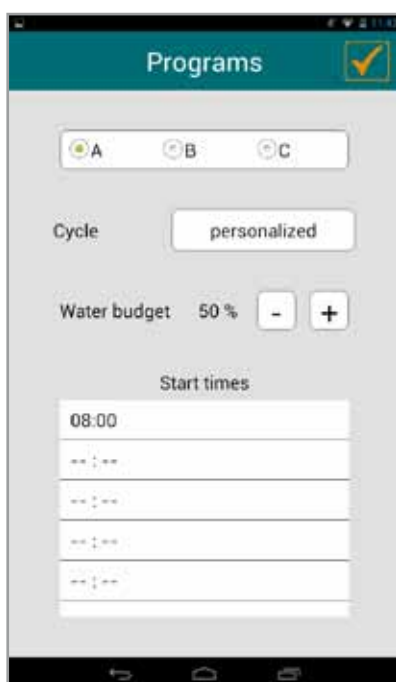 Programs
A B C
Cycle personalized
Water budget 50 % - +
Start times
08:00
-- : --
-- : --
-- : --
-- : --